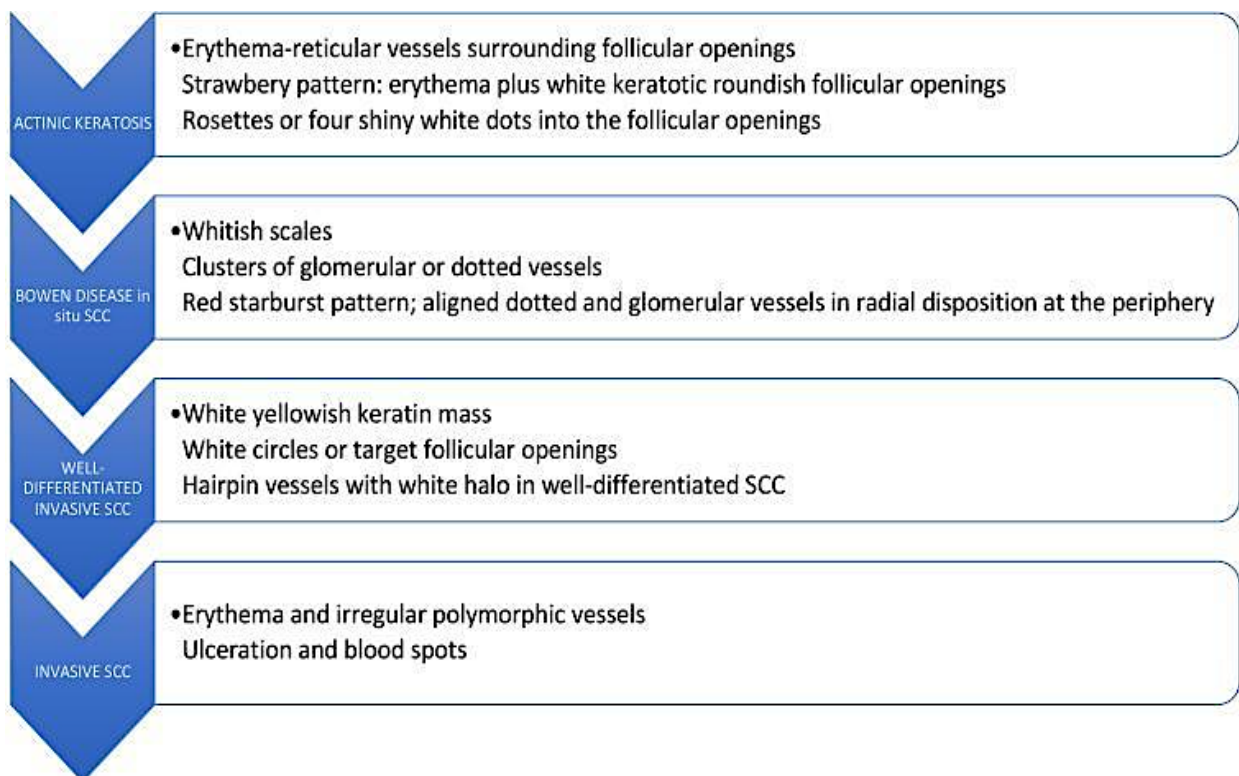 ACTINIC KERATOSIS
•Erythema-reticular vessels surrounding follicular openings
Strawbery pattern: erythema plus white keratotic roundish follicular openings
Rosettes or four shiny white dots into the follicular openings
BOWEN DISEASE in
situ SCC
•Whitish scales
Clusters of glomerular or dotted vessels
Red starburst pattern; aligned dotted and glomerular vessels in radial disposition at the periphery
WELL-
DIFFERENTIATED
INVASIVE SCC
•White yellowish keratin mass
White circles or target follicular openings
Hairpin vessels with white halo in well-differentiated SCC
INVASIVE SCC
•Erythema and irregular polymorphic vessels
Ulceration and blood spots